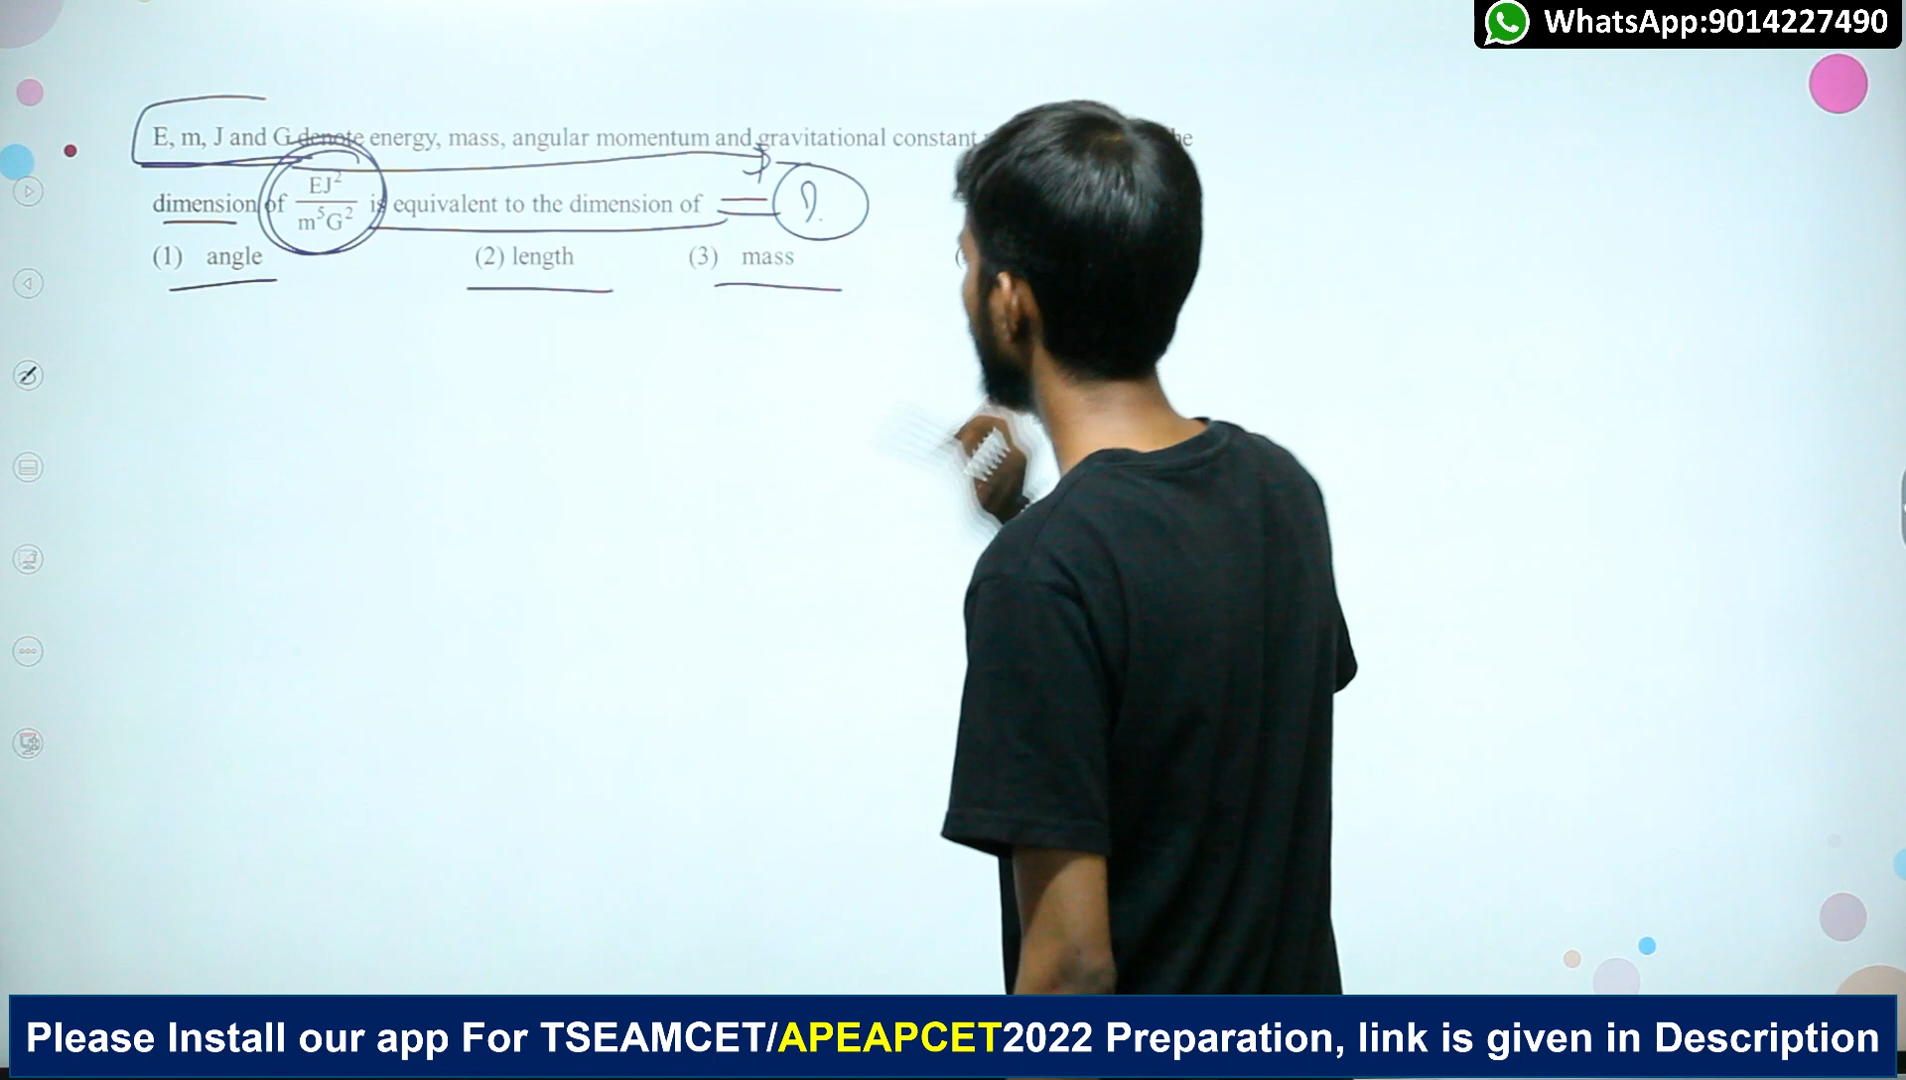 WhatsApp:9014227490
E, m, J and G denote energy, mass, angular momentum and gravitational constant
dimension of EJ²/m⁵G² is equivalent to the dimension of
(1) angle (2) length (3) mass
Please Install our app For TSEAMCET/APEAPCET2022 Preparation, link is given in Description